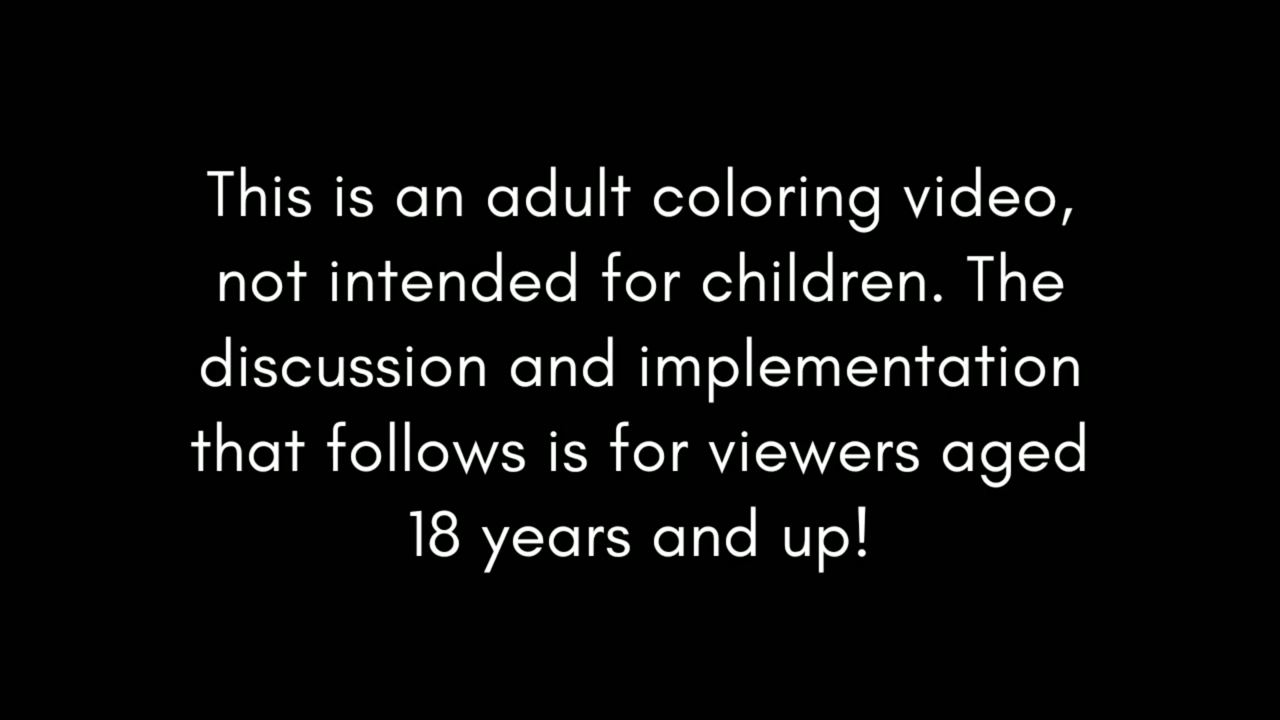 This is an adult coloring video,
not intended for children. The
discussion and implementation
that follows is for viewers aged
18 years and up!